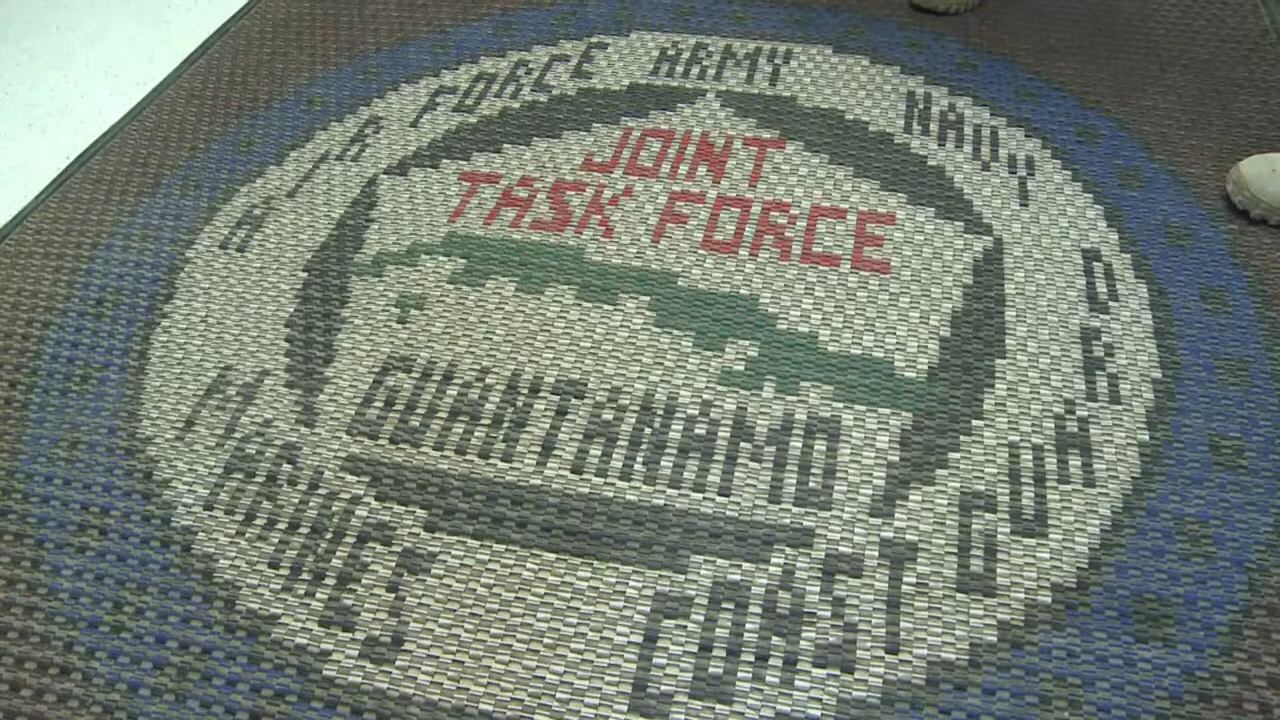 JOINT
TASK FORCE
GUANTANAMO
AIR FORCE
ARMY
NAVY
MARINES
COAST GUARD